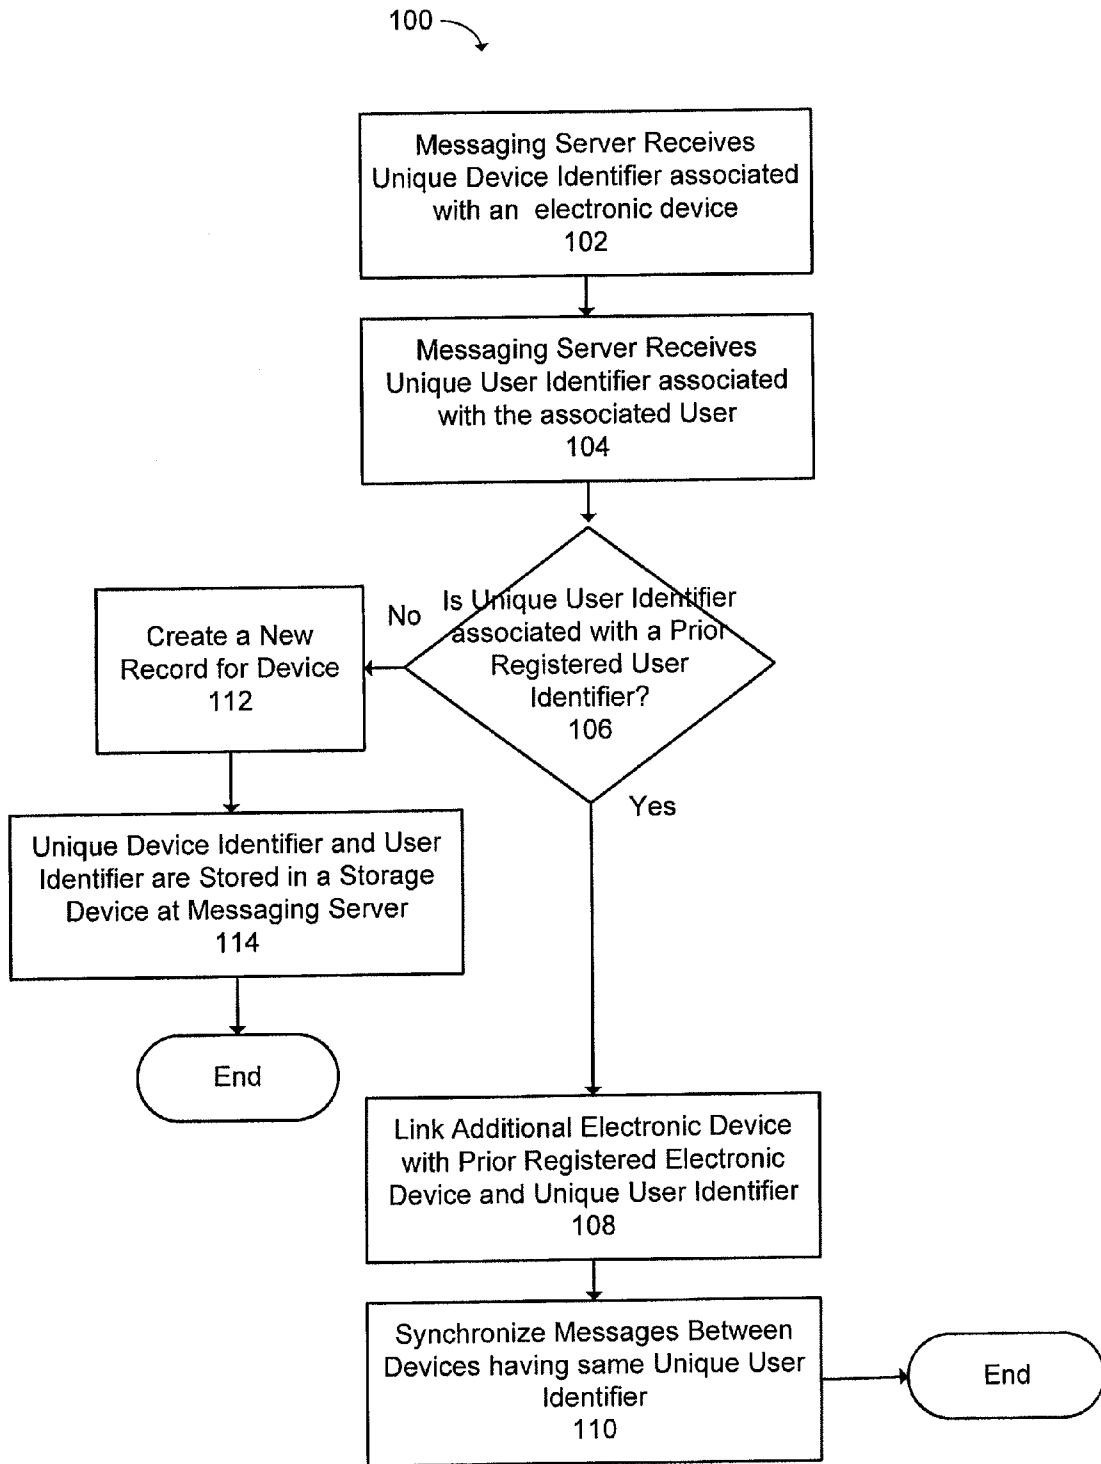 100
Messaging Server Receives
Unique Device Identifier associated
with an electronic device
102
Messaging Server Receives
Unique User Identifier associated
with the associated User
104
Is Unique User Identifier
associated with a Prior
Registered User
Identifier?
106
No
Create a New
Record for Device
112
Yes
Unique Device Identifier and User
Identifier are Stored in a Storage
Device at Messaging Server
114
End
Link Additional Electronic Device
with Prior Registered Electronic
Device and Unique User Identifier
108
Synchronize Messages Between
Devices having same Unique User
Identifier
110
End